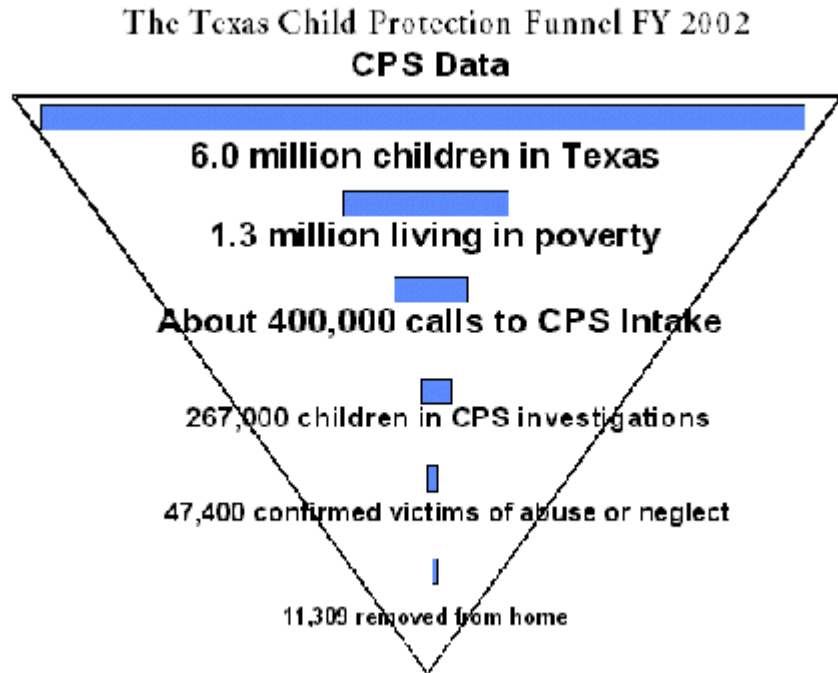 The Texas Child Protection Funnel FY 2002
CPS Data
6.0 million children in Texas
1.3 million living in poverty
About 400,000 calls to CPS Intake
267,000 children in CPS investigations
47,400 confirmed victims of abuse or neglect
11,309 removed from home